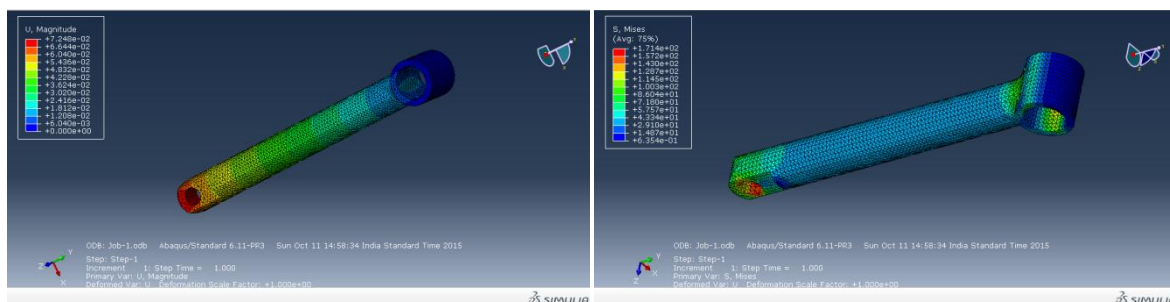 U, Magnitude
+7.248e-02
+6.644e-02
+6.040e-02
+5.436e-02
+4.832e-02
+4.228e-02
+3.624e-02
+3.020e-02
+2.416e-02
+1.812e-02
+1.208e-02
+6.040e-03
+0.000e+00
ODB: Job-1.odb Abaqus/Standard 6.11-PR3 Sun Oct 11 14:58:34 India Standard Time 2015
Step: Step-1
Increment 1: Step Time = 1.000
Primary Var: U, Magnitude
Deformed Var: U Deformation Scale Factor: +1.000e+00
Z
Y
X
SIMULIA
S, Mises
(Avg: 75%)
+1.714e+02
+1.572e+02
+1.430e+02
+1.287e+02
+1.145e+02
+1.003e+02
+8.604e+01
+7.180e+01
+5.757e+01
+4.334e+01
+2.910e+01
+1.487e+01
+6.354e-01
ODB: Job-1.odb Abaqus/Standard 6.11-PR3 Sun Oct 11 14:58:34 India Standard Time 2015
Step: Step-1
Increment 1: Step Time = 1.000
Primary Var: S, Mises
Deformed Var: U Deformation Scale Factor: +1.000e+00
Z
Y
X
SIMULIA